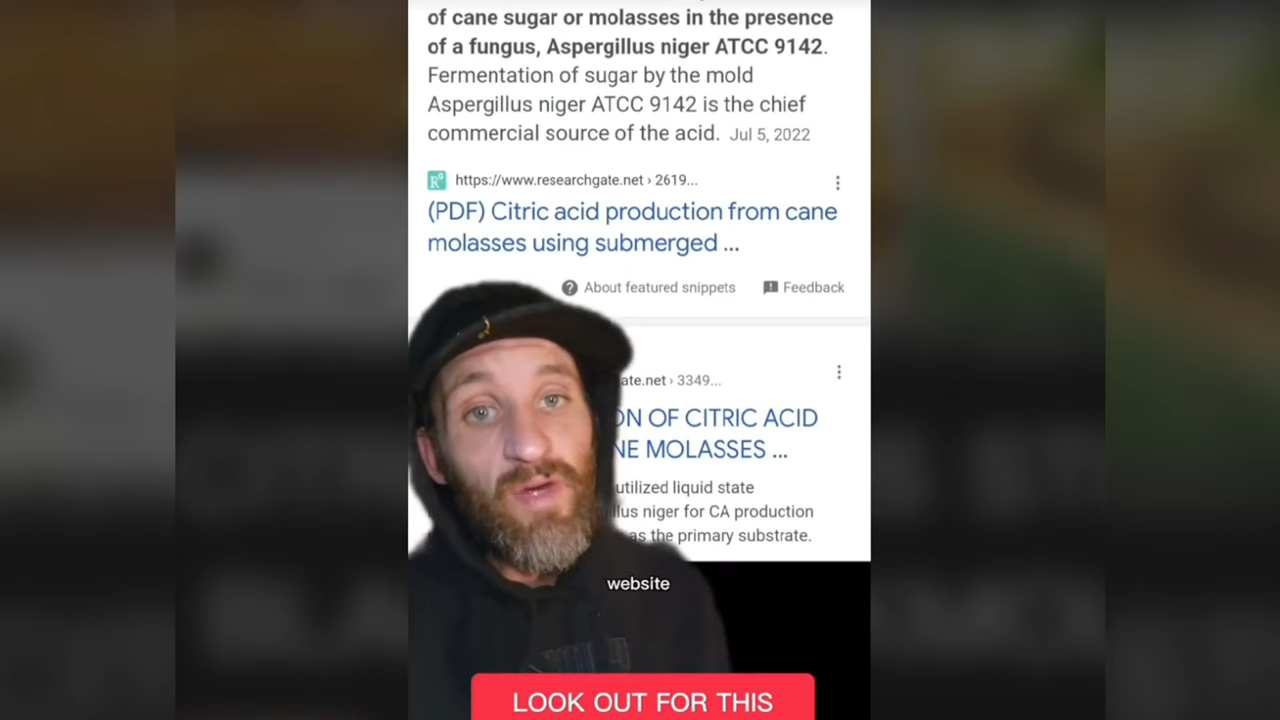 of cane sugar or molasses in the presence
of a fungus, Aspergillus niger ATCC 9142.
Fermentation of sugar by the mold
Aspergillus niger ATCC 9142 is the chief
commercial source of the acid. Jul 5, 2022
https://www.researchgate.net › 2619...
(PDF) Citric acid production from cane
molasses using submerged ...
About featured snippets Feedback
ate.net › 3349...
ON OF CITRIC ACID
NE MOLASSES ...
utilized liquid state
llus niger for CA production
as the primary substrate.
website
LOOK OUT FOR THIS